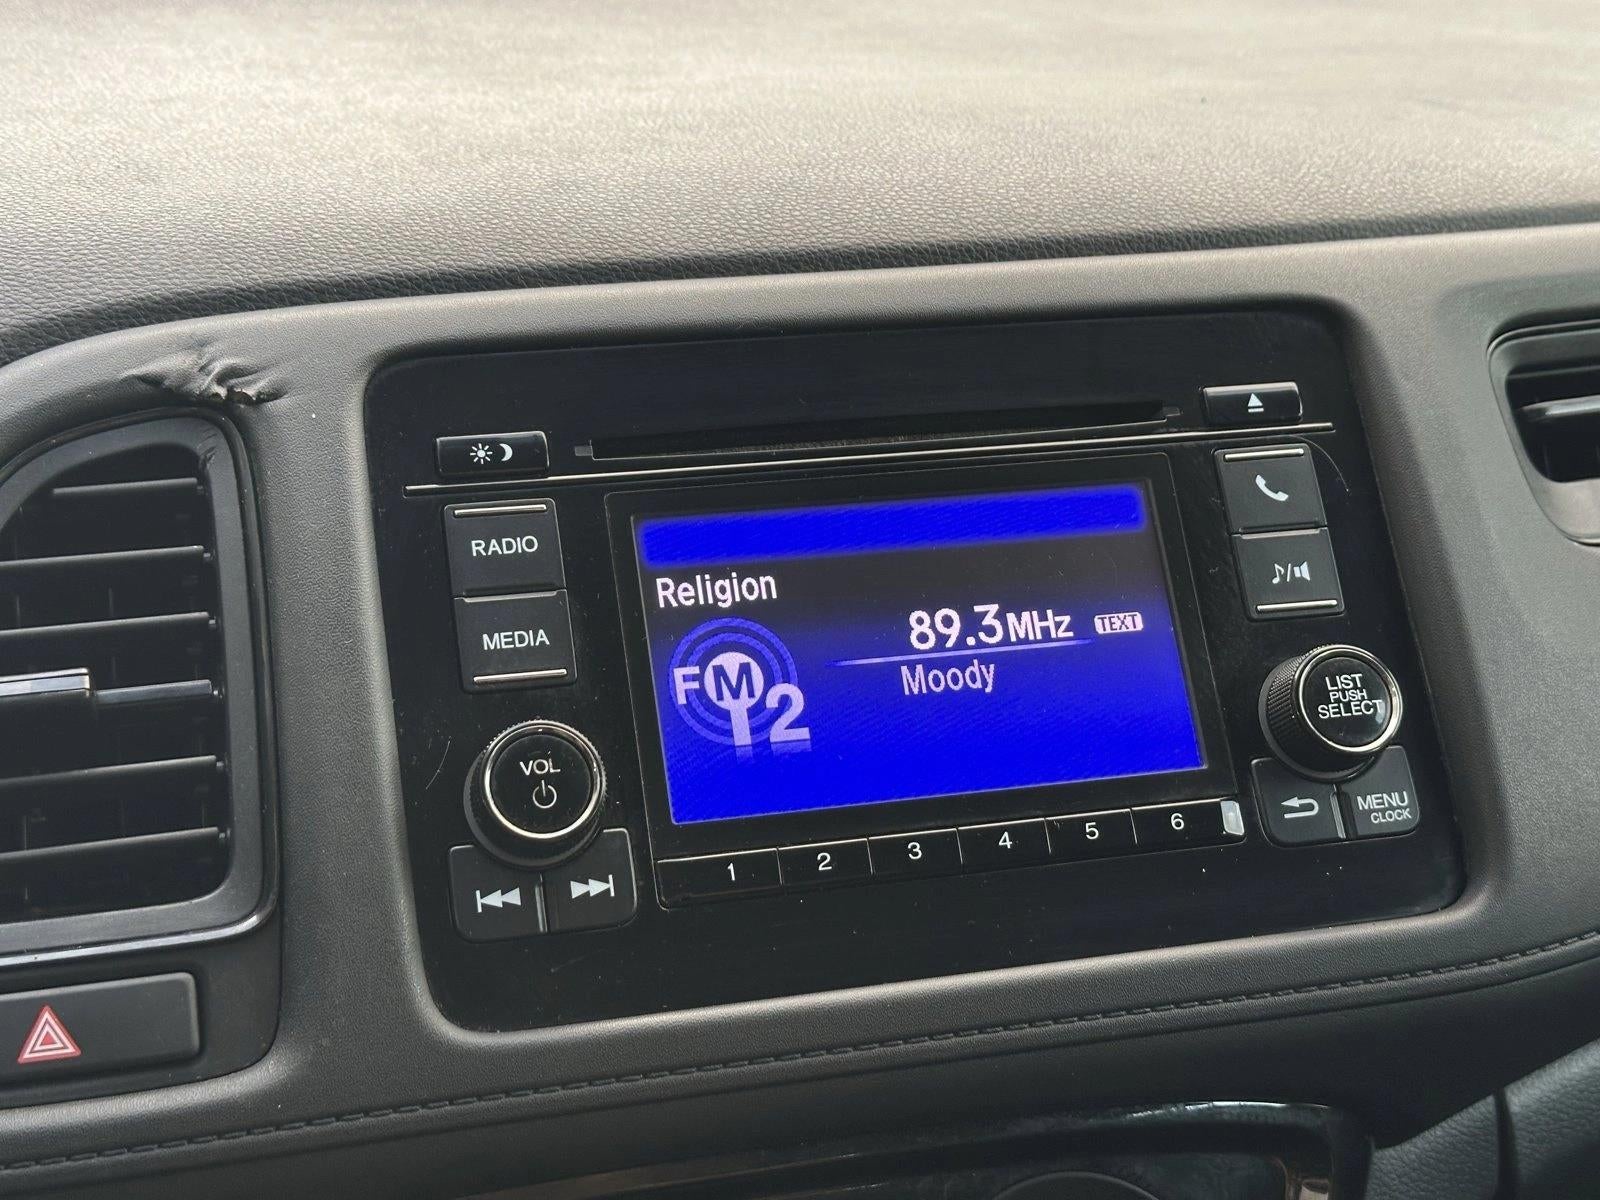 RADIO
MEDIA
VOL
Religion
89.3MHz TEXT
FM2
Moody
1 2 3 4 5 6
LIST
PUSH
SELECT
MENU
CLOCK